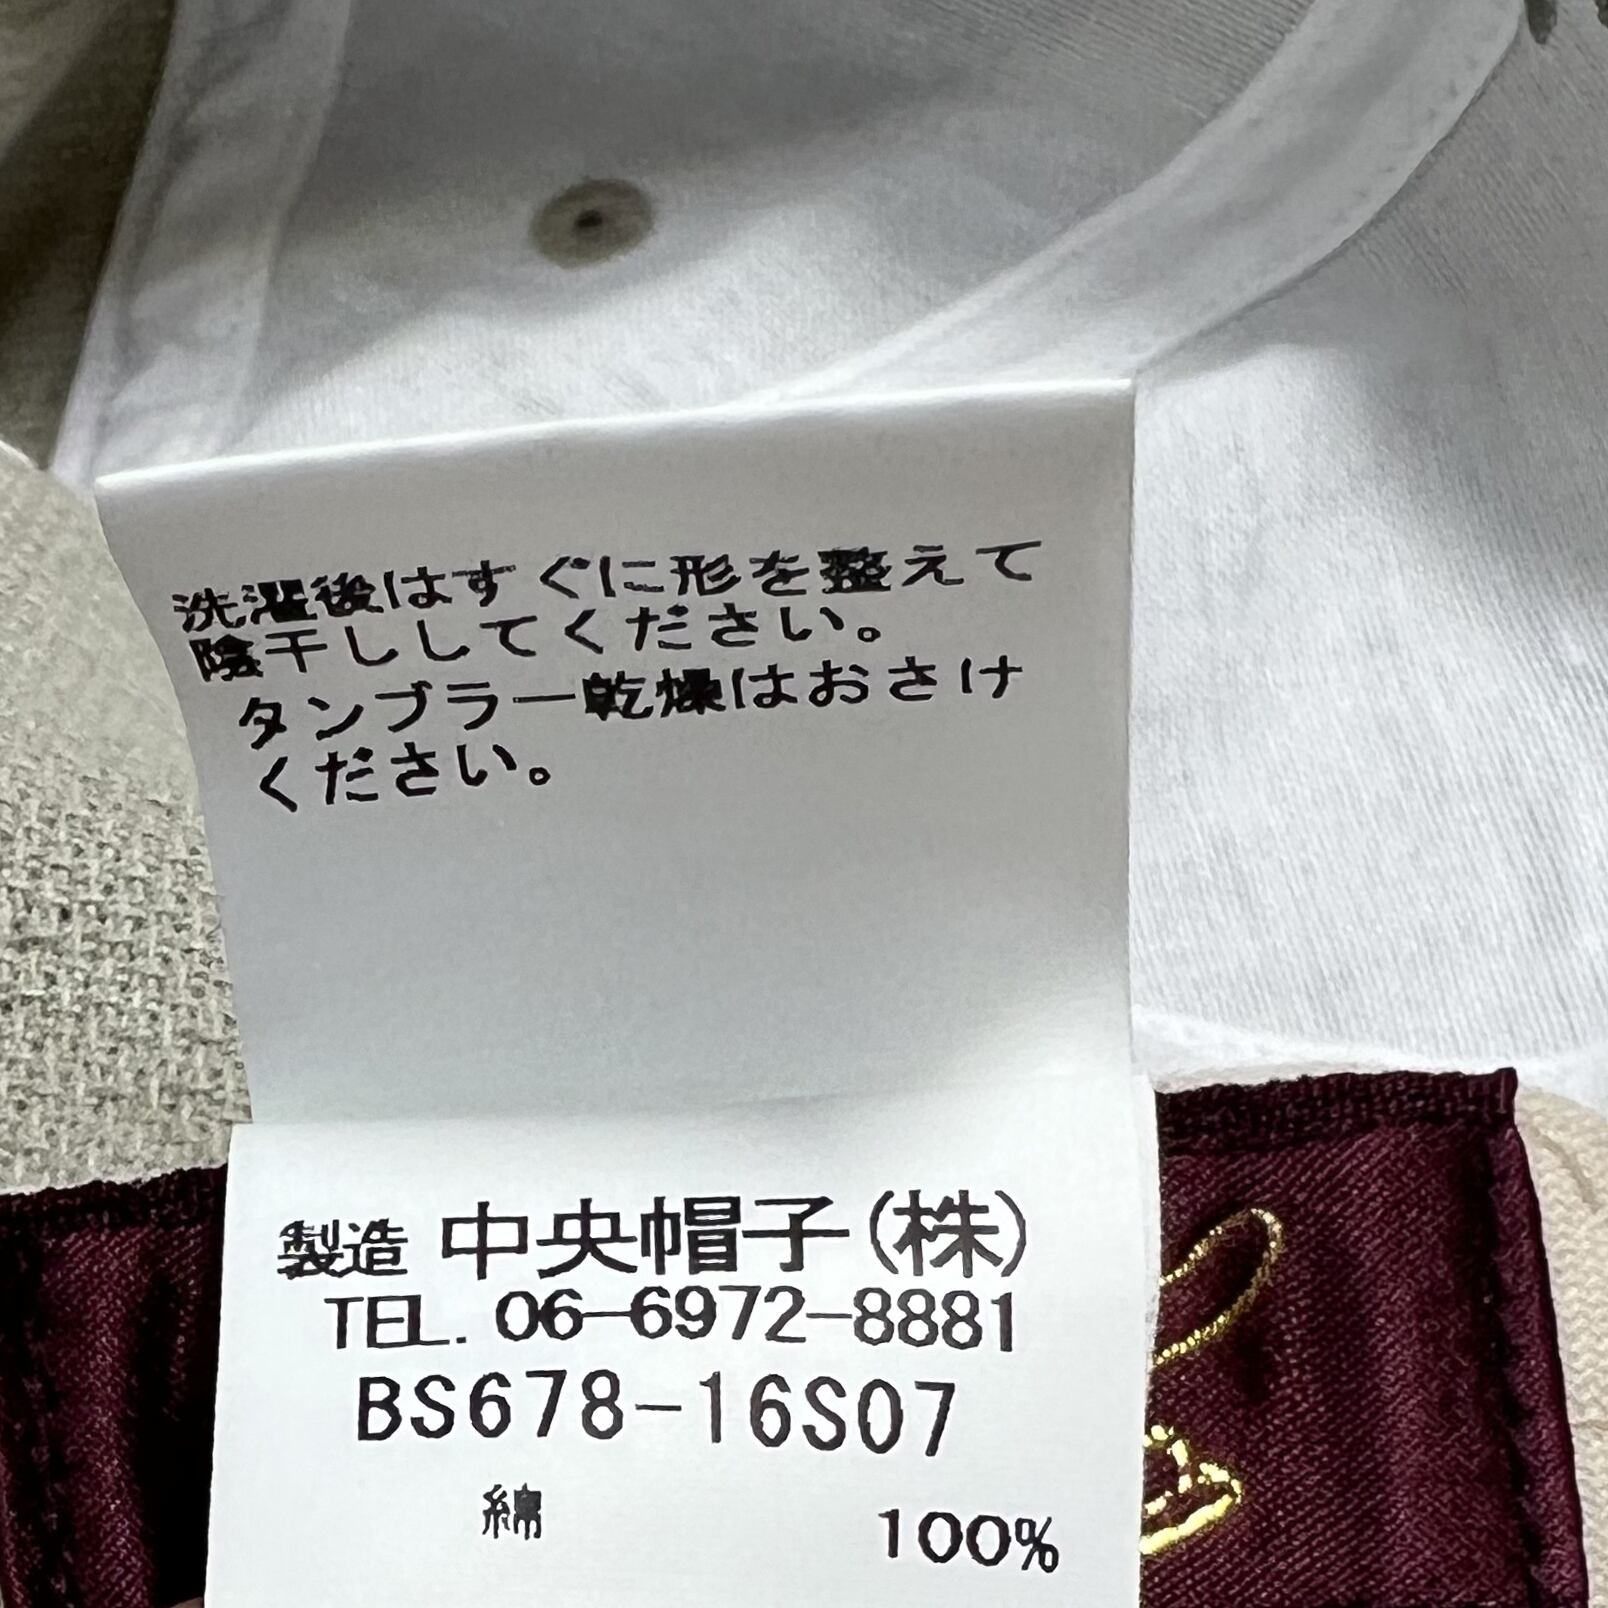 洗濯後はすぐに形を整えて
陰干ししてください。
タンブラー乾燥はおさけ
ください。
製造 中央帽子(株)
TEL. 06-6972-8881
BS678-16S07
綿 100%